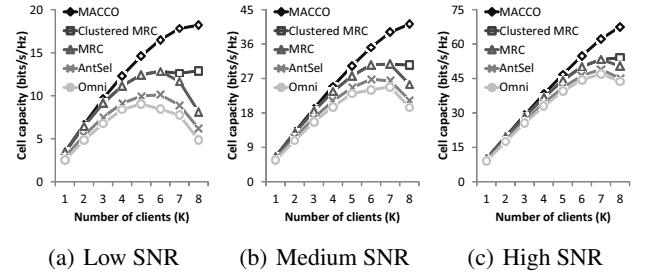 20
15
10
5
0
Cell capacity (bits/s/Hz)
MACCO
Clustered MRC
MRC
AntSel
Omni
1 2 3 4 5 6 7 8
Number of clients (K)
(a) Low SNR
45
36
27
18
9
0
Cell capacity (bits/s/Hz)
MACCO
Clustered MRC
MRC
AntSel
Omni
1 2 3 4 5 6 7 8
Number of clients (K)
(b) Medium SNR
75
60
45
30
15
0
Cell capacity (bits/s/Hz)
MACCO
Clustered MRC
MRC
AntSel
Omni
1 2 3 4 5 6 7 8
Number of clients (K)
(c) High SNR